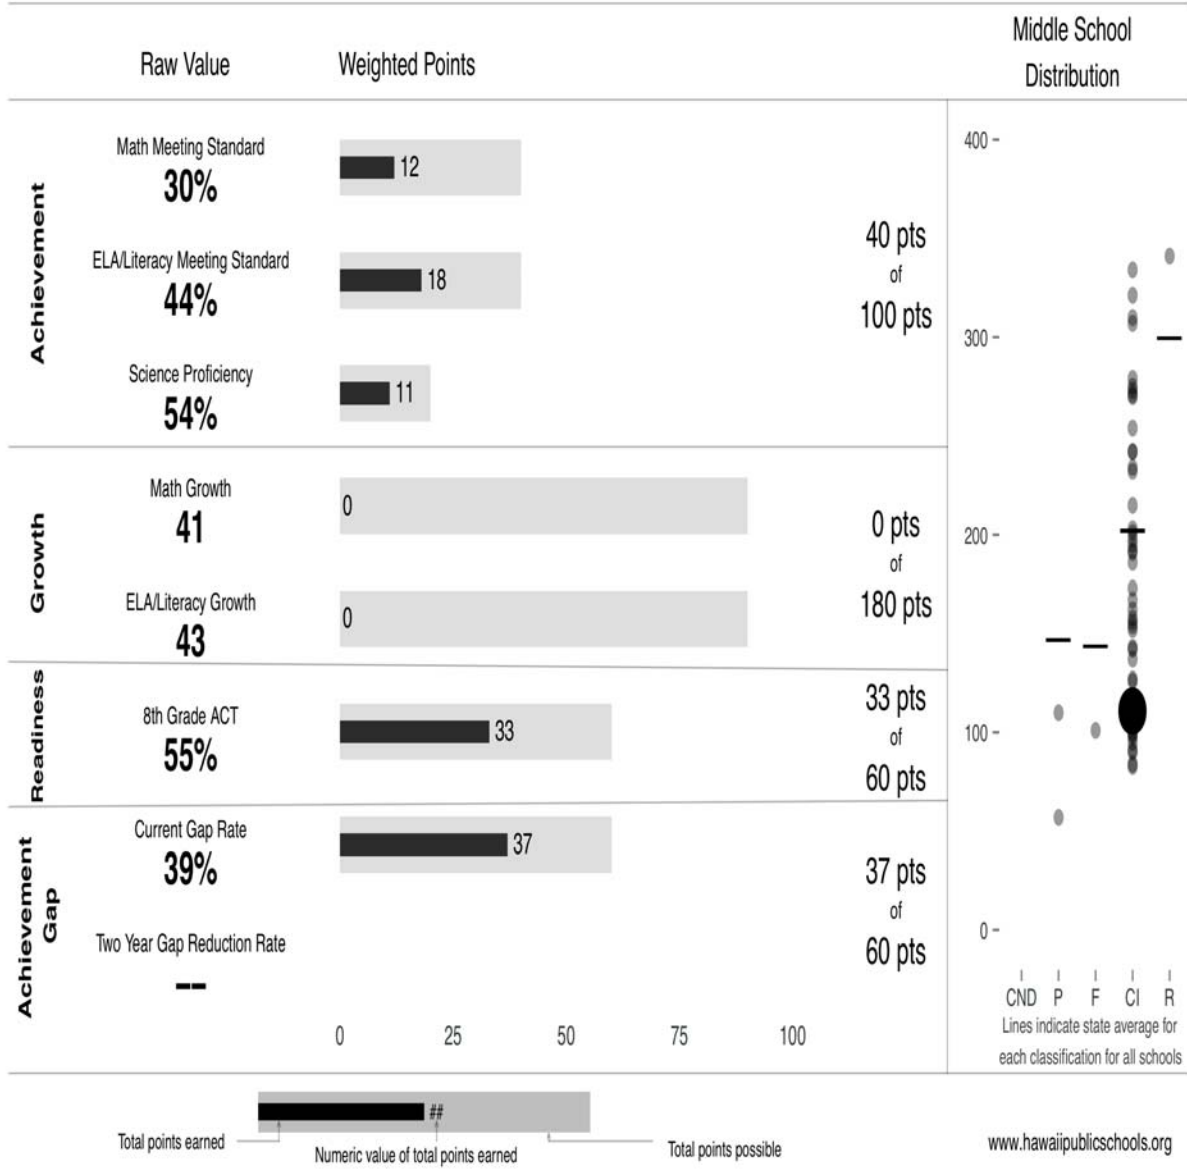 Raw Value
Weighted Points
Middle School
Distribution
Achievement
Math Meeting Standard
30%
12
ELA/Literacy Meeting Standard
44%
18
Science Proficiency
54%
11
40 pts
of
100 pts
Growth
Math Growth
41
0
ELA/Literacy Growth
43
0
0 pts
of
180 pts
Readiness
8th Grade ACT
55%
33
33 pts
of
60 pts
Achievement
Gap
Current Gap Rate
39%
37
Two Year Gap Reduction Rate
--
37 pts
of
60 pts
0 25 50 75 100
400
300
200
100
0
CND P F CI R
Lines indicate state average for
each classification for all schools
##
Total points earned
Numeric value of total points earned
Total points possible
www.hawaiipublicschools.org